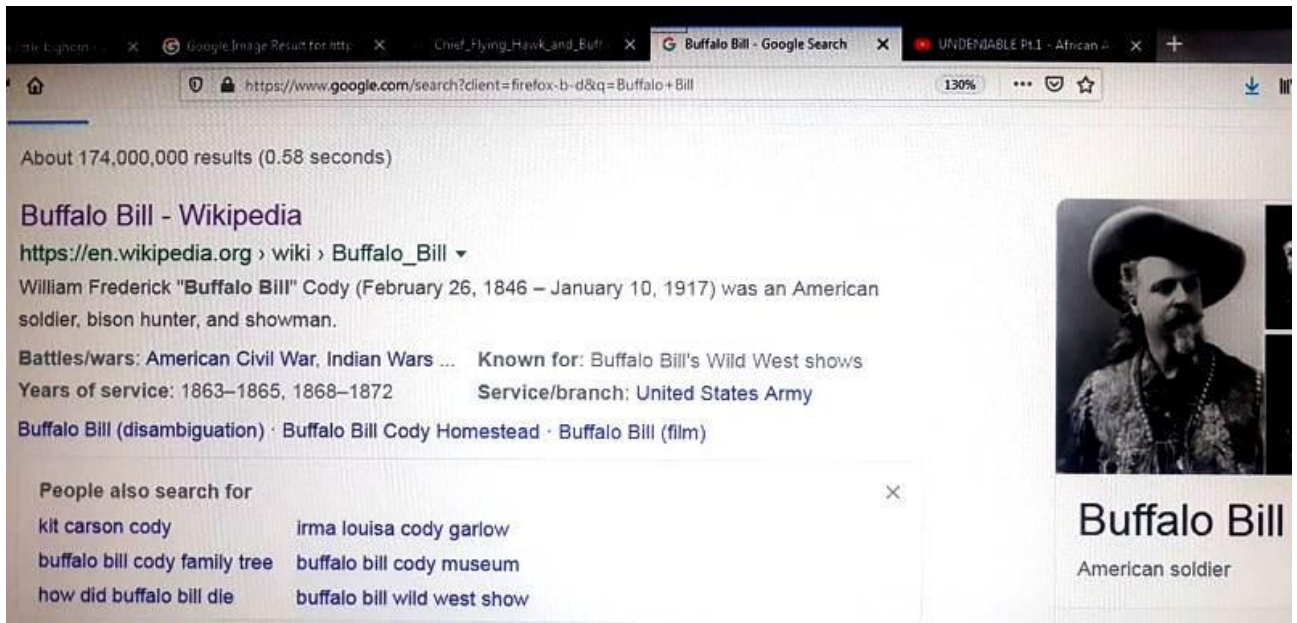 Google Image Result for http
Chief_Flying_Hawk_and_Buff
Buffalo Bill - Google Search
UNDENIABLE Pt.1 - African A
https://www.google.com/search?client=firefox-b-d&q=Buffalo+Bill
130%
About 174,000,000 results (0.58 seconds)
Buffalo Bill - Wikipedia
https://en.wikipedia.org › wiki › Buffalo_Bill
William Frederick "Buffalo Bill" Cody (February 26, 1846 – January 10, 1917) was an American
soldier, bison hunter, and showman.
Battles/wars: American Civil War, Indian Wars ... Known for: Buffalo Bill's Wild West shows
Years of service: 1863–1865, 1868–1872 Service/branch: United States Army
Buffalo Bill (disambiguation) · Buffalo Bill Cody Homestead · Buffalo Bill (film)
People also search for
kit carson cody irma louisa cody garlow
buffalo bill cody family tree buffalo bill cody museum
how did buffalo bill die buffalo bill wild west show
Buffalo Bill
American soldier